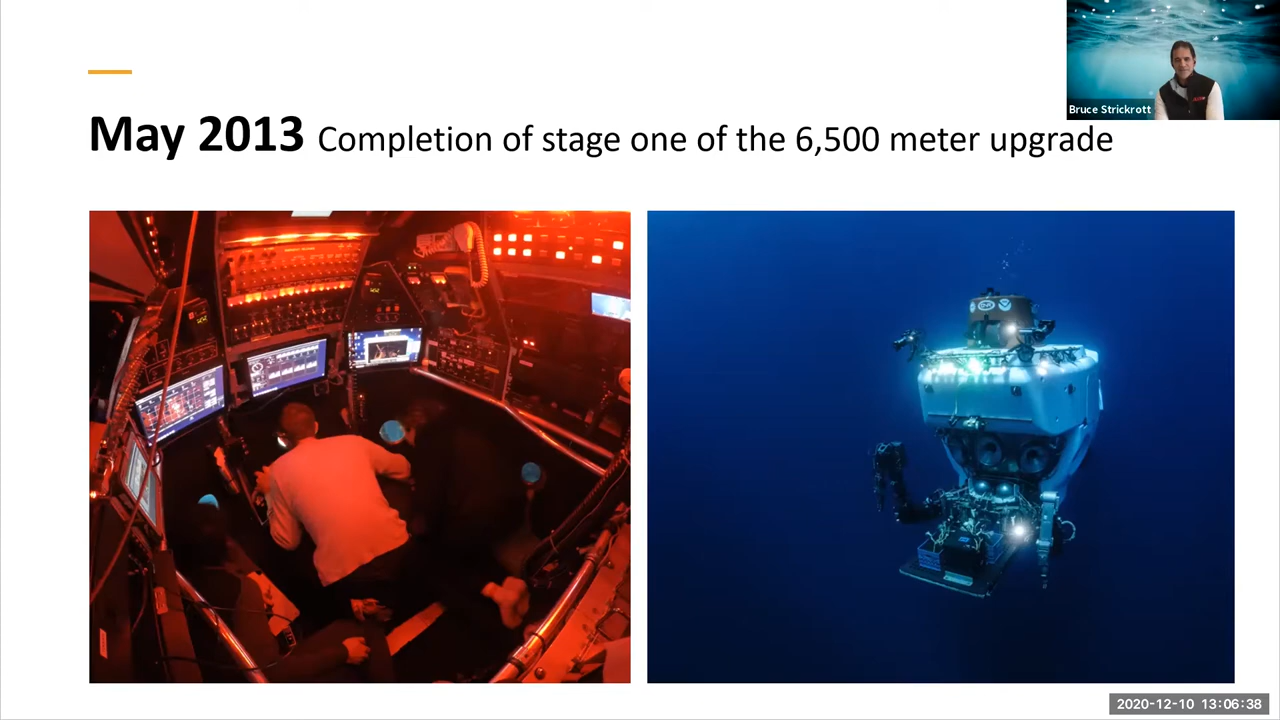 Bruce Strickrott
May 2013 Completion of stage one of the 6,500 meter upgrade
2020-12-10 13:06:38